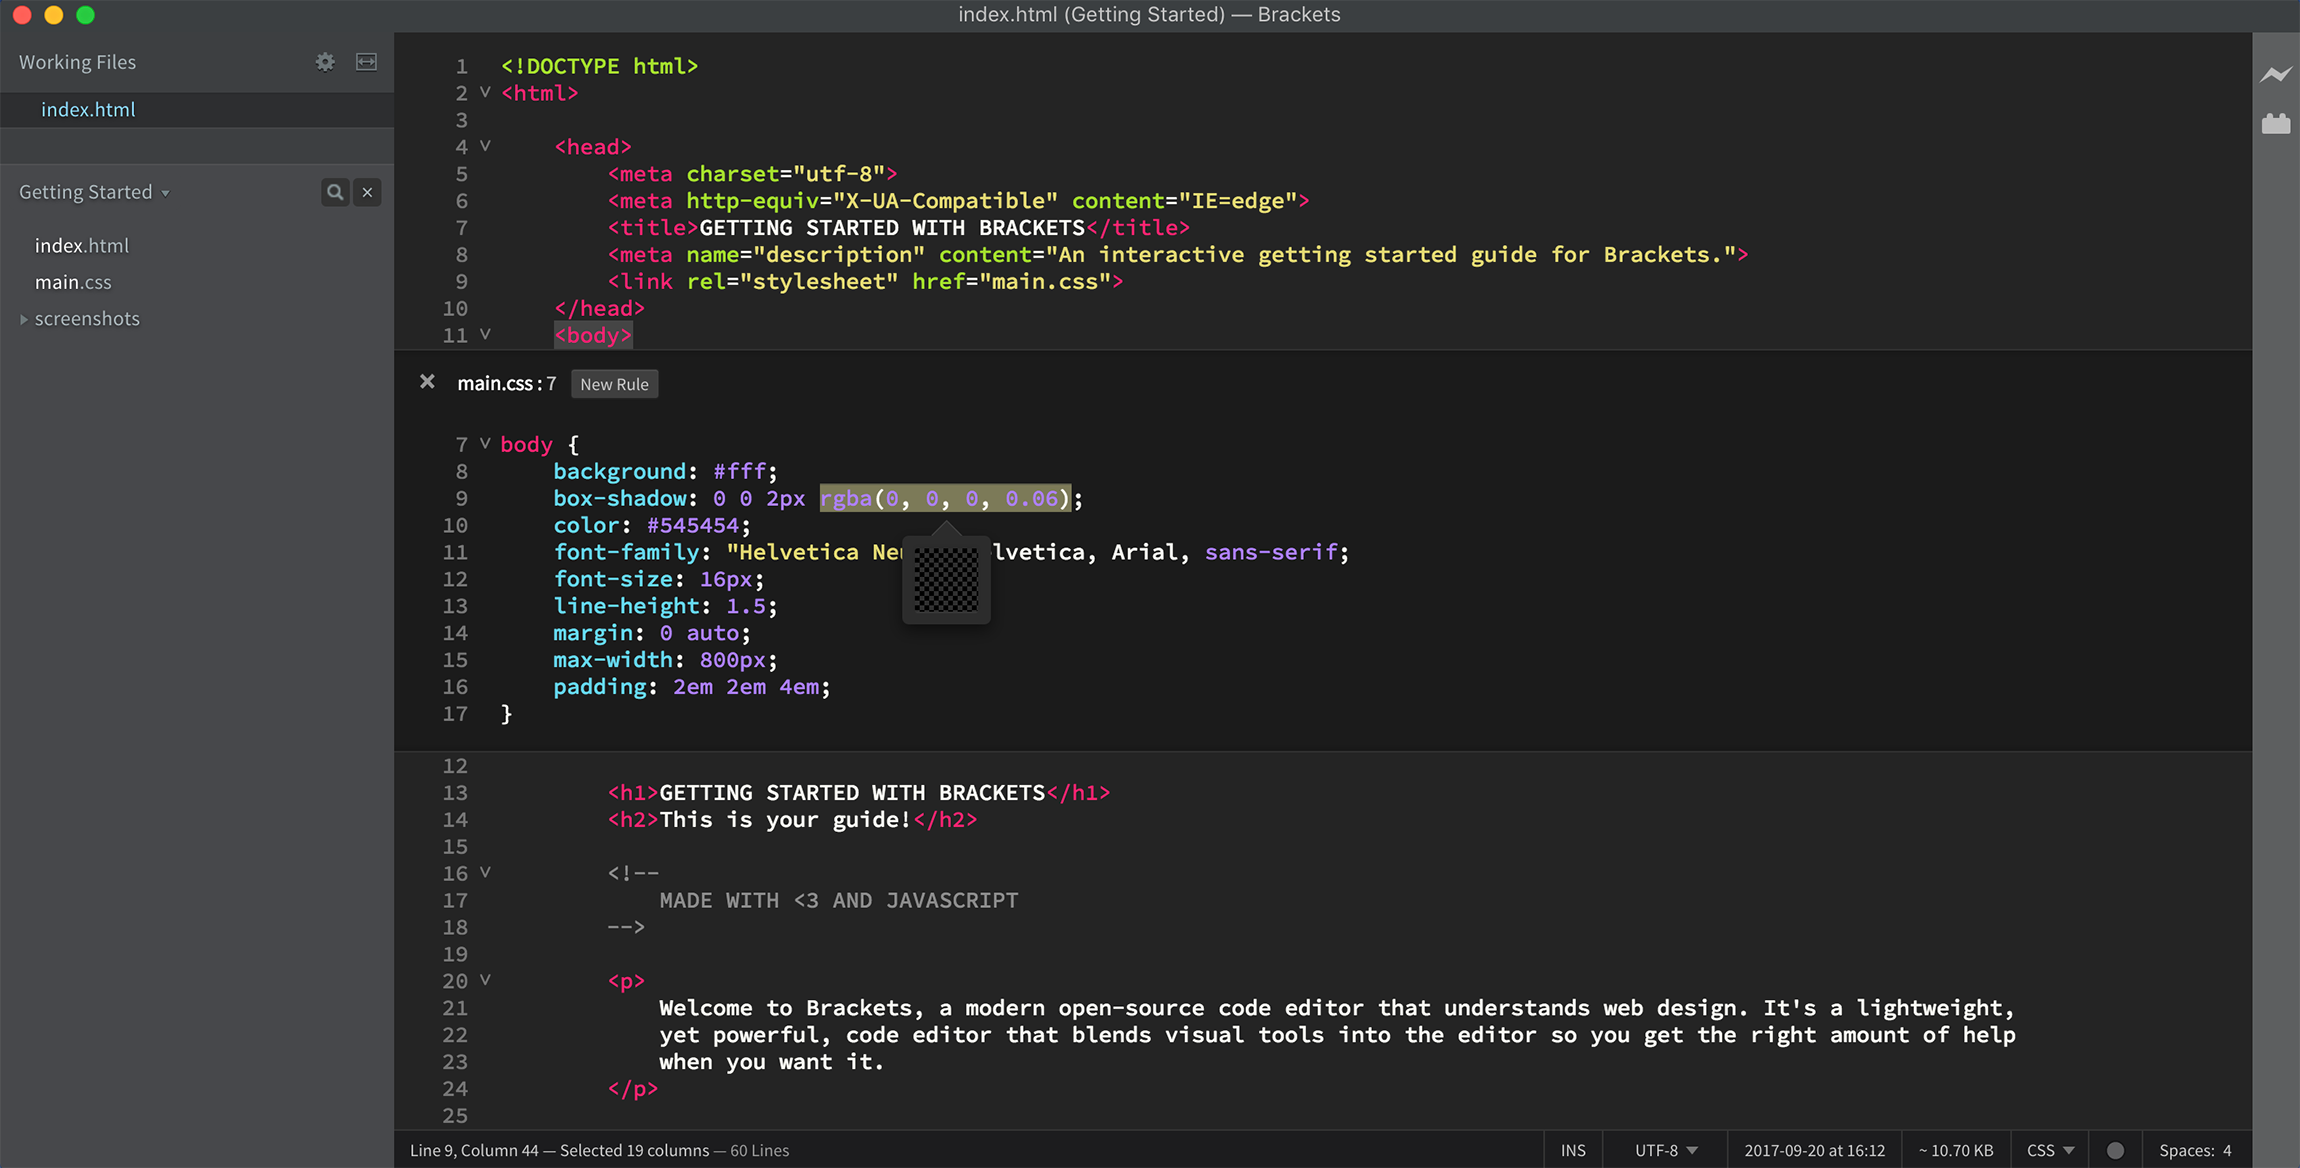 index.html (Getting Started) — Brackets
Working Files
index.html
Getting Started
index.html
main.css
screenshots
1 <!DOCTYPE html>
2 <html>
3
4 <head>
5 <meta charset="utf-8">
6 <meta http-equiv="X-UA-Compatible" content="IE=edge">
7 <title>GETTING STARTED WITH BRACKETS</title>
8 <meta name="description" content="An interactive getting started guide for Brackets.">
9 <link rel="stylesheet" href="main.css">
10 </head>
11 <body>
main.css : 7 New Rule
7 body {
8 background: #fff;
9 box-shadow: 0 0 2px rgba(0, 0, 0, 0.06);
10 color: #545454;
11 font-family: "Helvetica lvetica, Arial, sans-serif;
12 font-size: 16px;
13 line-height: 1.5;
14 margin: 0 auto;
15 max-width: 800px;
16 padding: 2em 2em 4em;
17 }
12
13 <h1>GETTING STARTED WITH BRACKETS</h1>
14 <h2>This is your guide!</h2>
15
16 <!--
17 MADE WITH <3 AND JAVASCRIPT
18 -->
19
20 <p>
21 Welcome to Brackets, a modern open-source code editor that understands web design. It's a lightweight,
22 yet powerful, code editor that blends visual tools into the editor so you get the right amount of help
23 when you want it.
24 </p>
25
Line 9, Column 44 — Selected 19 columns — 60 Lines
INS UTF-8 2017-09-20 at 16:12 ~ 10.70 KB CSS Spaces: 4